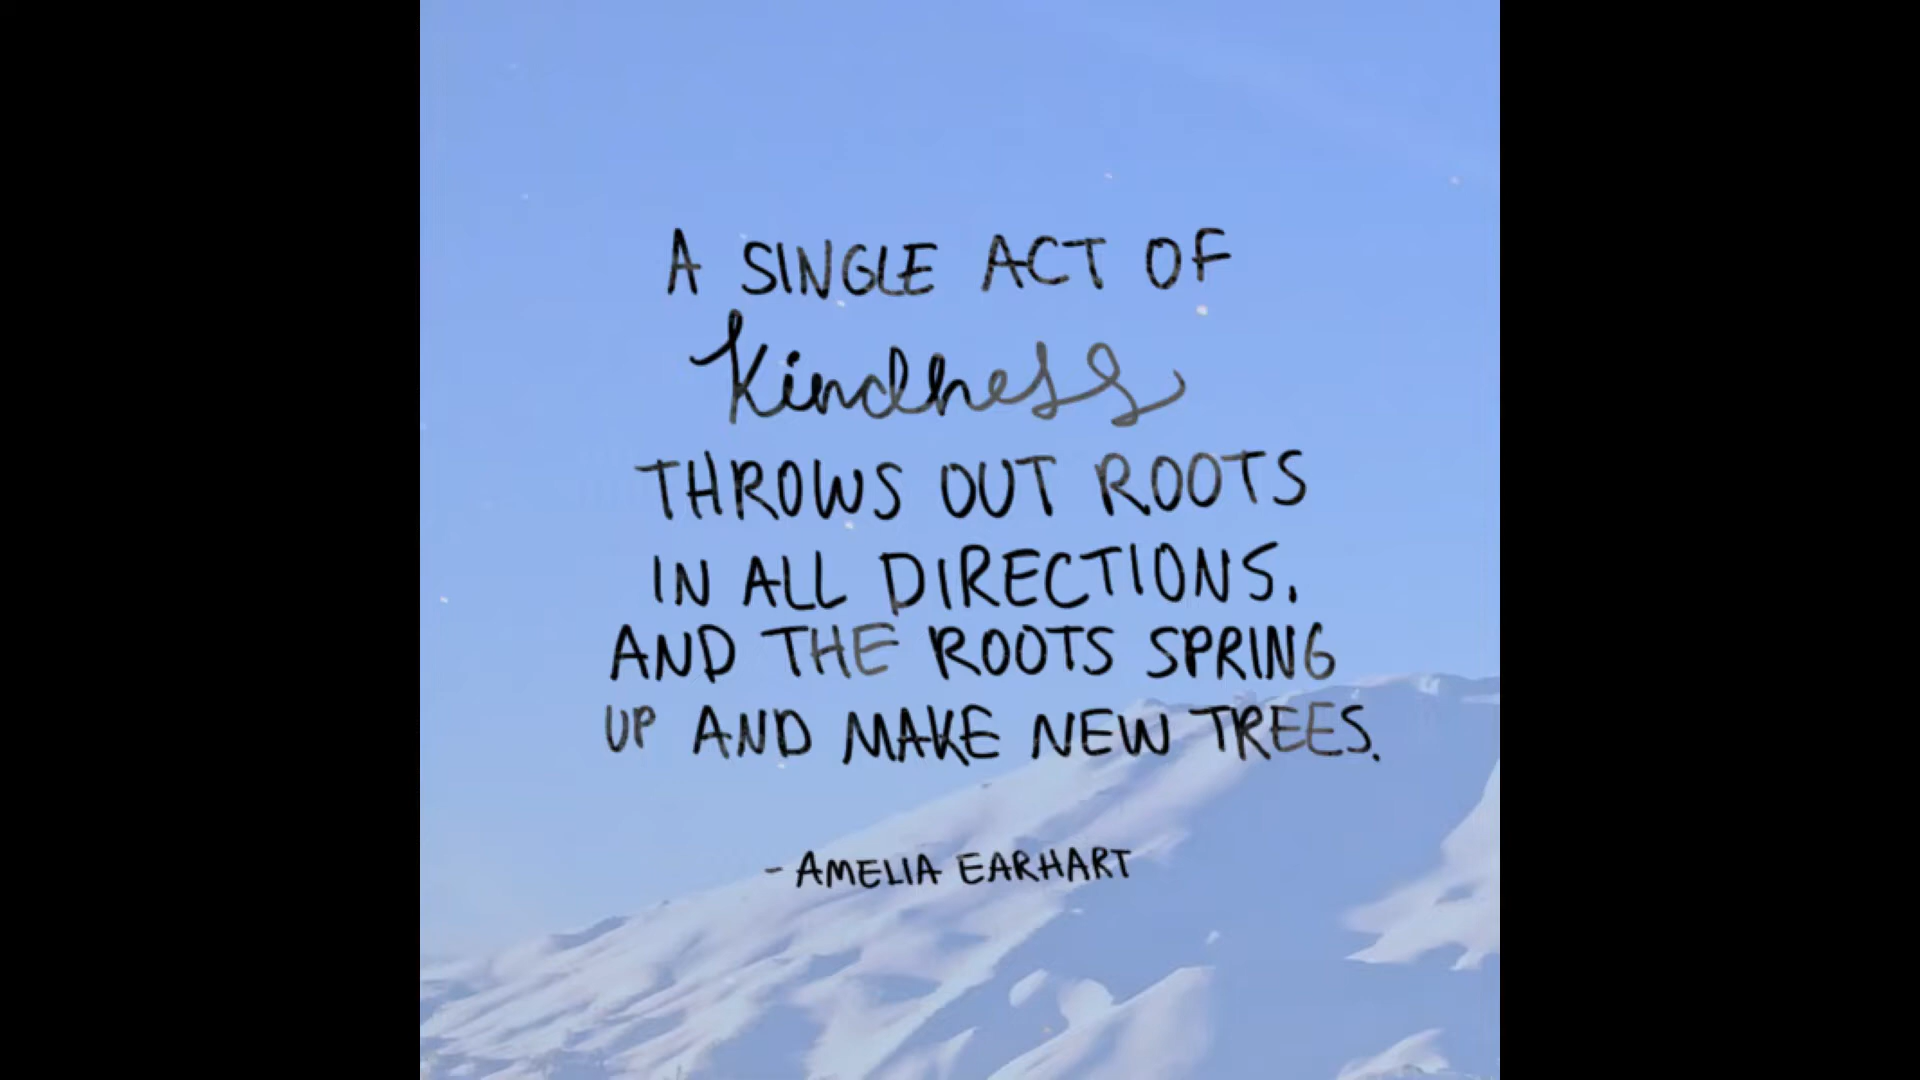 A SINGLE ACT OF
Kindness
THROWS OUT ROOTS
IN ALL DIRECTIONS.
AND THE ROOTS SPRING
UP AND MAKE NEW TREES.
- AMELIA EARHART